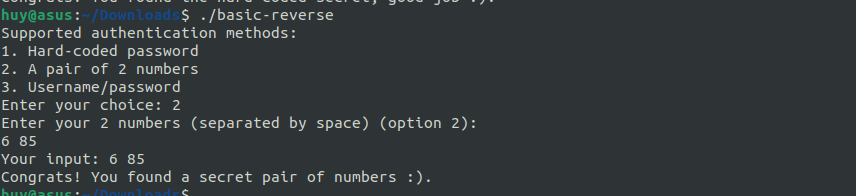 Congrats! You found the hard-coded secret, good job :).
huy@asus:~/Downloads$ ./basic-reverse
Supported authentication methods:
1. Hard-coded password
2. A pair of 2 numbers
3. Username/password
Enter your choice: 2
Enter your 2 numbers (separated by space) (option 2):
6 85
Your input: 6 85
Congrats! You found a secret pair of numbers :).
huy@asus:~/Downloads$